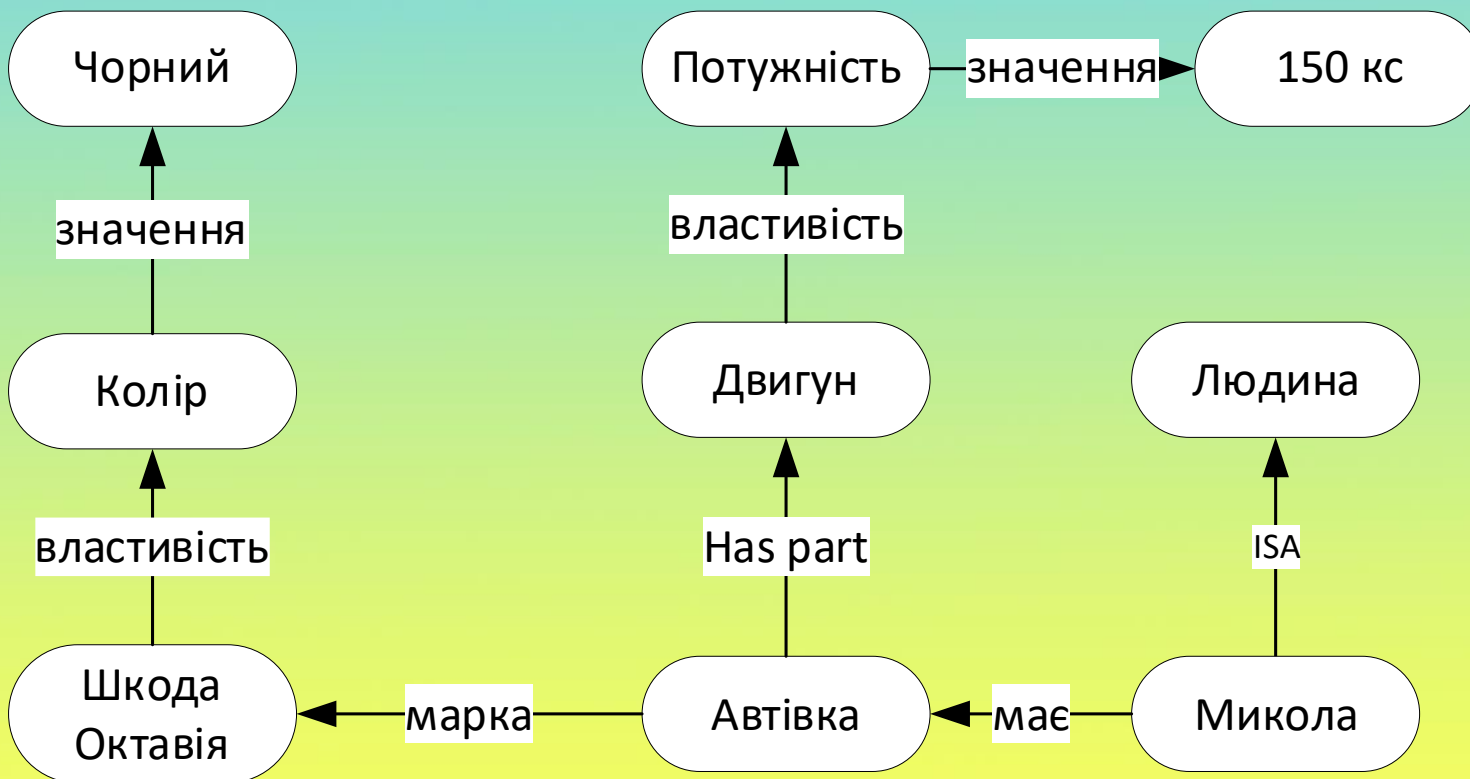 Чорний
Потужність
значення
150 кс
значення
властивість
Колір
Двигун
Людина
властивість
Has part
ISA
Шкода
Октавія
марка
Автівка
має
Микола